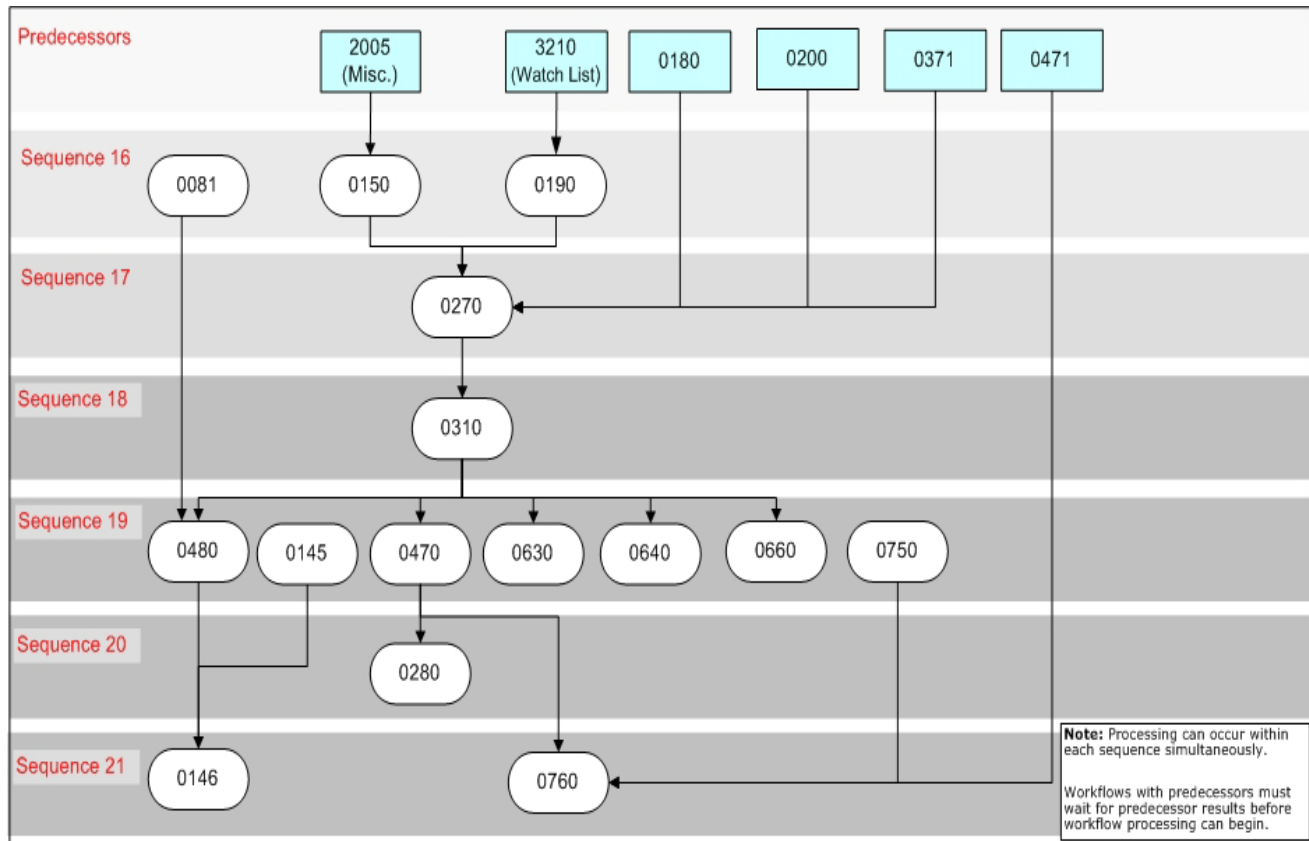 Predecessors
2005
(Misc.)
3210
(Watch List)
0180
0200
0371
0471
Sequence 16
0081
0150
0190
Sequence 17
0270
Sequence 18
0310
Sequence 19
0480
0145
0470
0630
0640
0660
0750
Sequence 20
0280
Sequence 21
0146
0760
Note: Processing can occur within
each sequence simultaneously.
Workflows with predecessors must
wait for predecessor results before
workflow processing can begin.